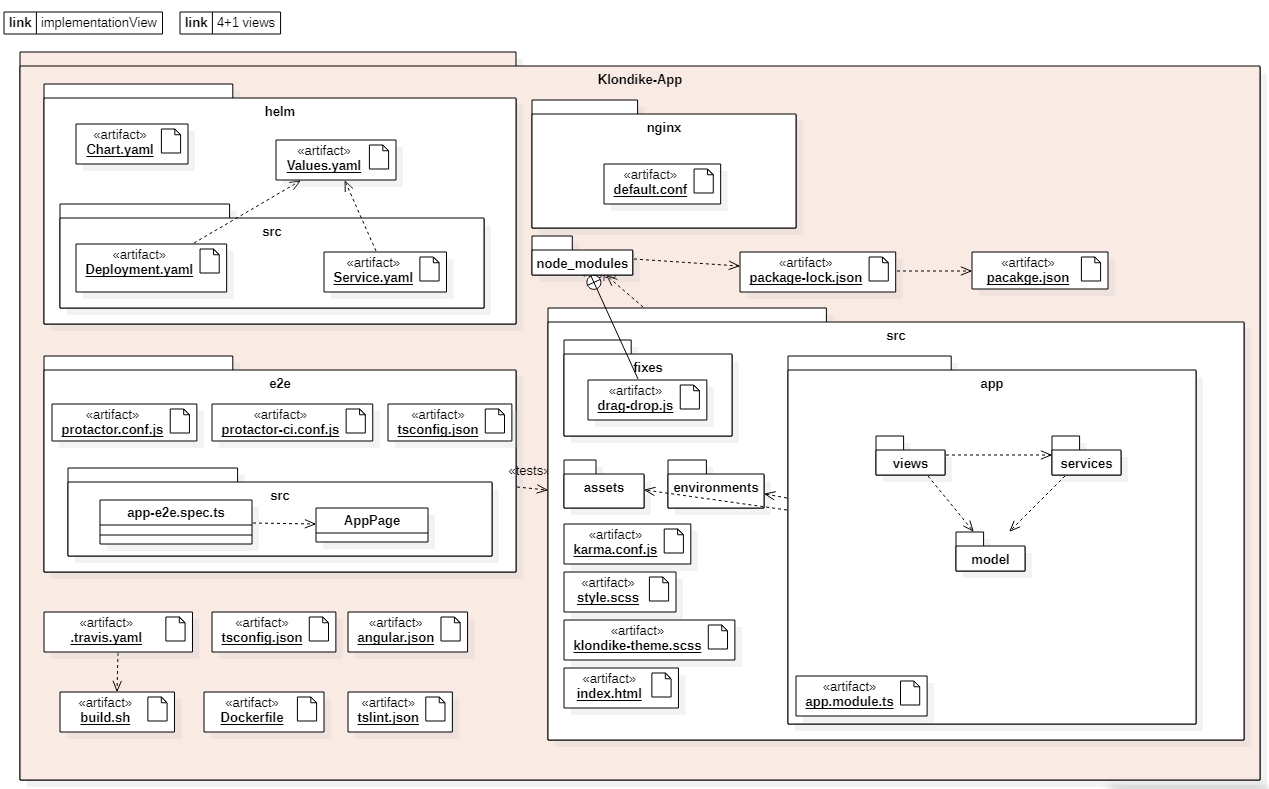 link implementationView
link 4+1 views
Klondike-App
helm
«artifact»
Chart.yaml
«artifact»
Values.yaml
src
«artifact»
Deployment.yaml
«artifact»
Service.yaml
nginx
«artifact»
default.conf
node_modules
«artifact»
package-lock.json
«artifact»
pacakge.json
e2e
«artifact»
protactor.conf.js
«artifact»
protactor-ci.conf.js
«artifact»
tsconfig.json
src
app-e2e.spec.ts
AppPage
«tests»
src
fixes
«artifact»
drag-drop.js
assets
environments
«artifact»
karma.conf.js
«artifact»
style.scss
«artifact»
klondike-theme.scss
«artifact»
index.html
app
views
services
model
«artifact»
app.module.ts
«artifact»
.travis.yaml
«artifact»
tsconfig.json
«artifact»
angular.json
«artifact»
build.sh
«artifact»
Dockerfile
«artifact»
tslint.json